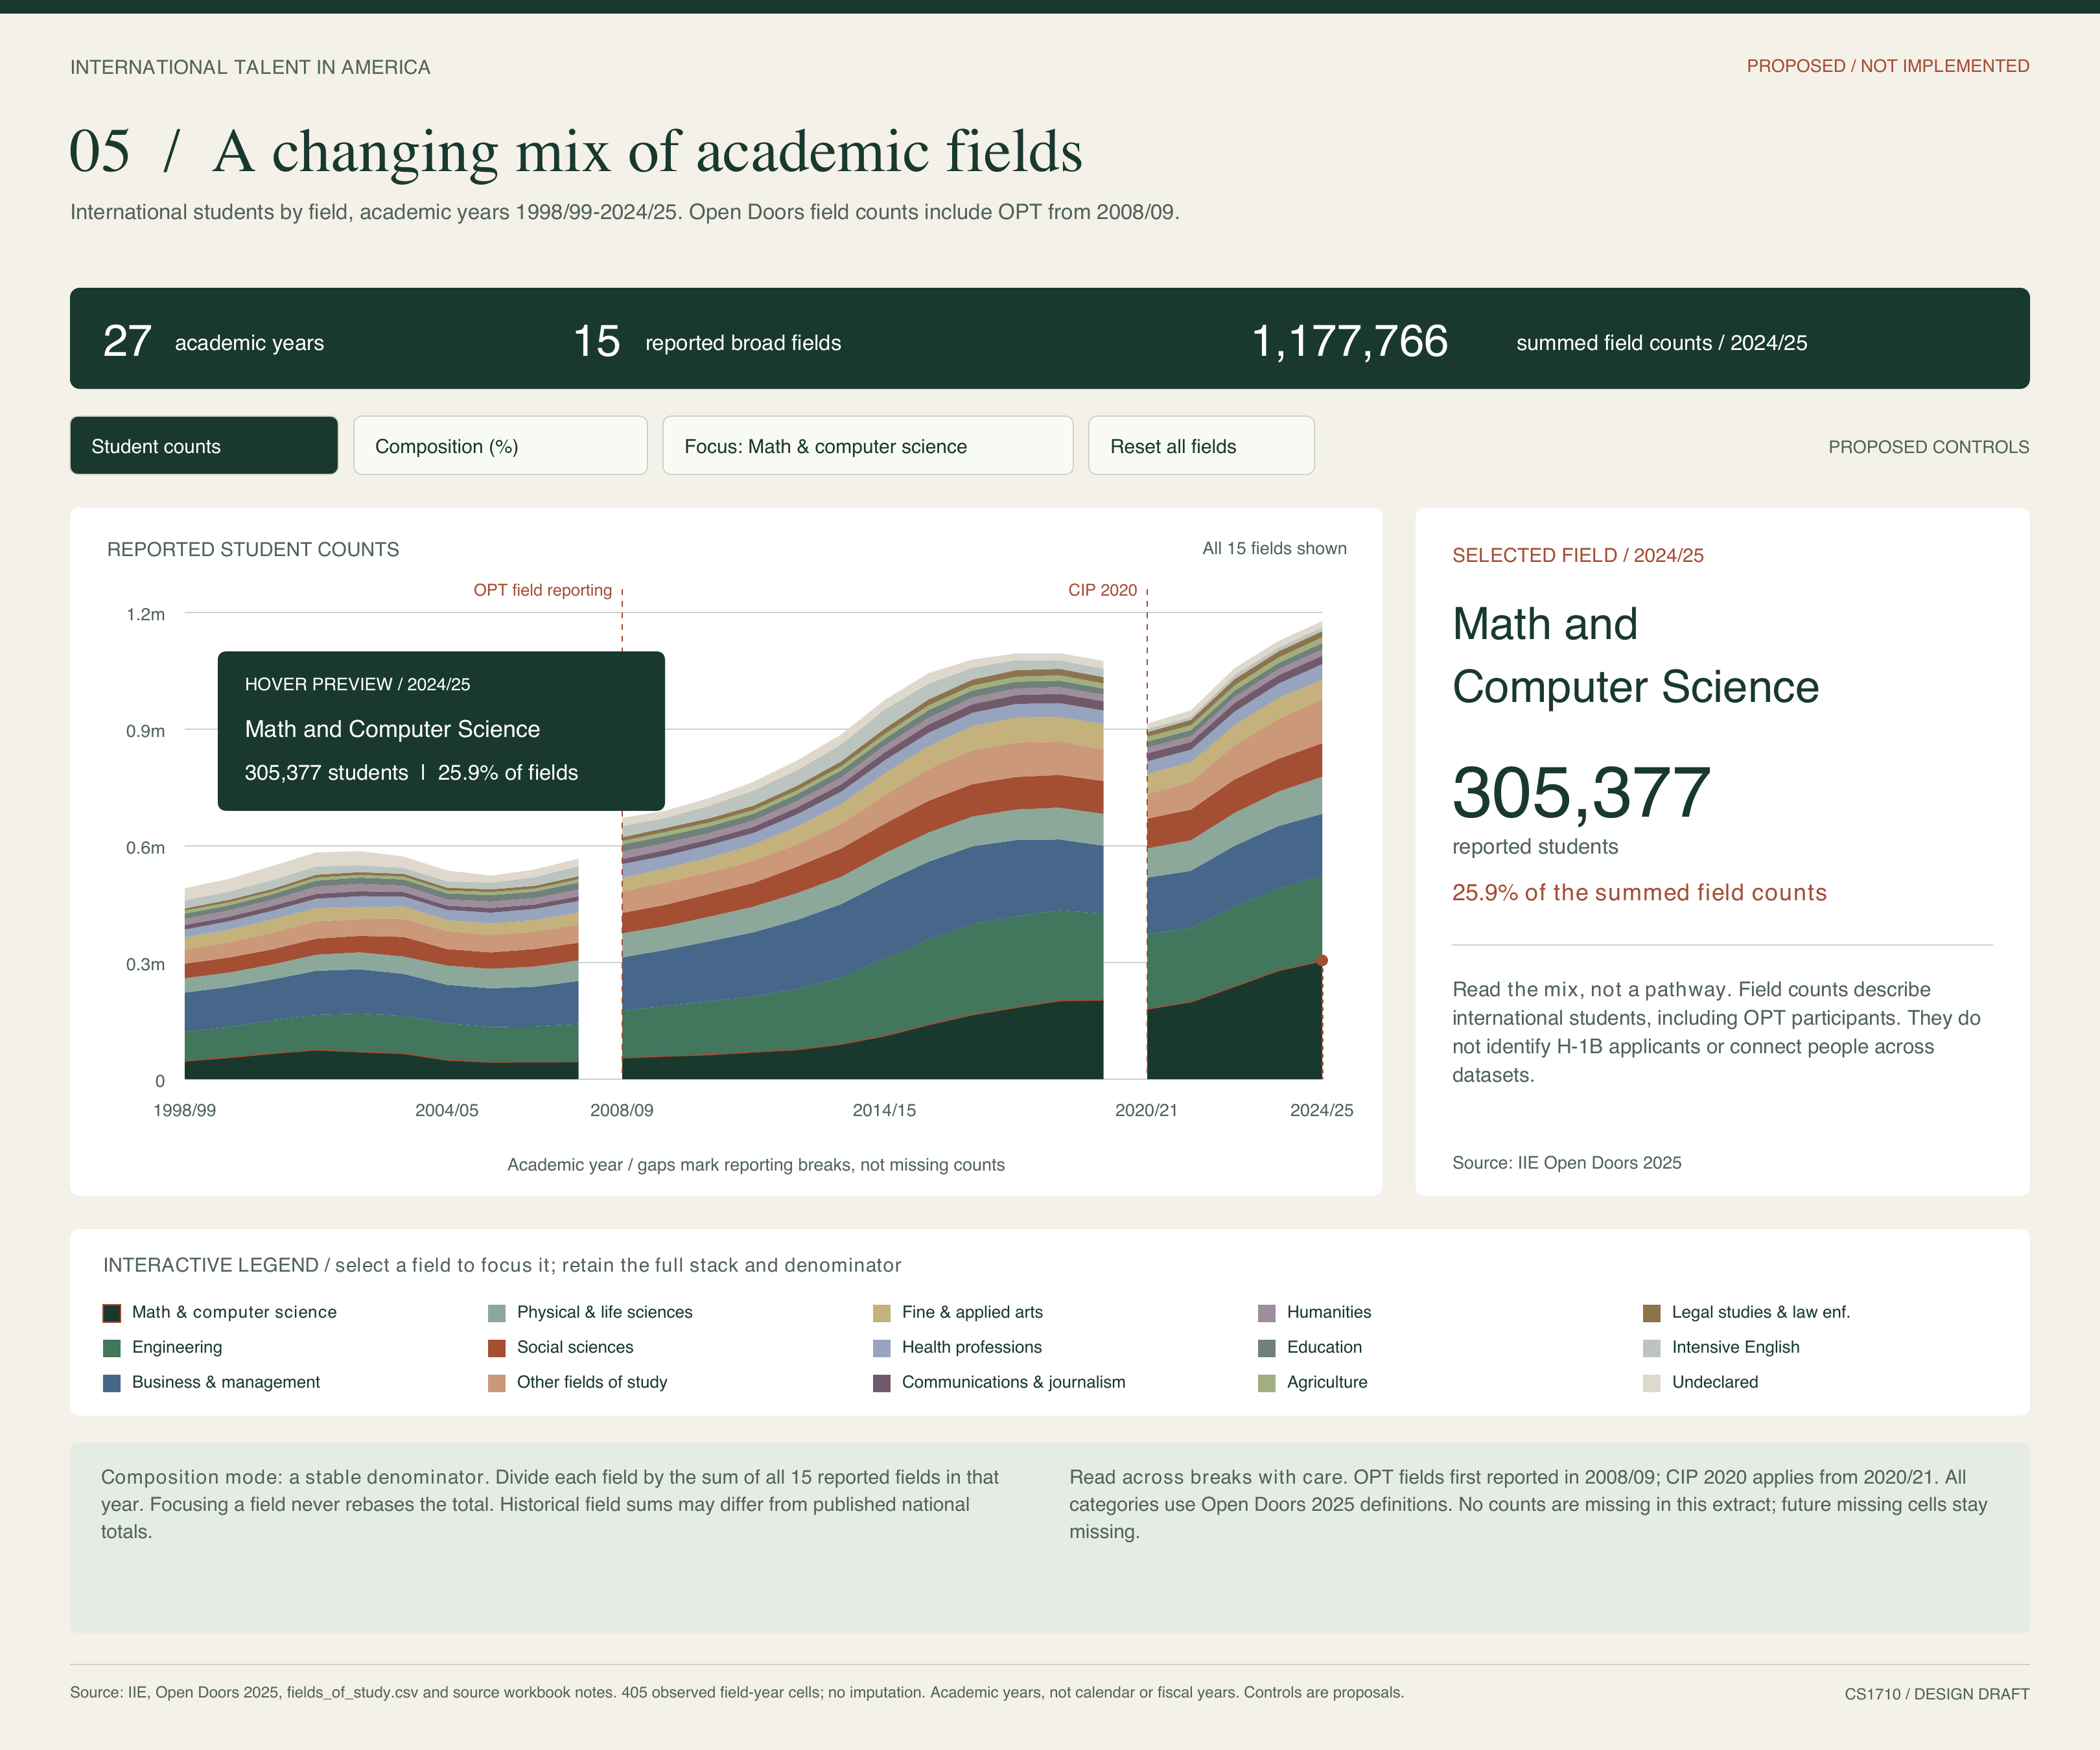 INTERNATIONAL TALENT IN AMERICA
PROPOSED / NOT IMPLEMENTED
05 / A changing mix of academic fields
International students by field, academic years 1998/99-2024/25. Open Doors field counts include OPT from 2008/09.
27 academic years
15 reported broad fields
1,177,766 summed field counts / 2024/25
Student counts
Composition (%)
Focus: Math & computer science
Reset all fields
PROPOSED CONTROLS
REPORTED STUDENT COUNTS
All 15 fields shown
OPT field reporting
CIP 2020
1.2m
0.9m
0.6m
0.3m
0
HOVER PREVIEW / 2024/25
Math and Computer Science
305,377 students | 25.9% of fields
1998/99
2004/05
2008/09
2014/15
2020/21
2024/25
Academic year / gaps mark reporting breaks, not missing counts
SELECTED FIELD / 2024/25
Math and
Computer Science
305,377
reported students
25.9% of the summed field counts
Read the mix, not a pathway. Field counts describe
international students, including OPT participants. They do
not identify H-1B applicants or connect people across
datasets.
Source: IIE Open Doors 2025
INTERACTIVE LEGEND / select a field to focus it; retain the full stack and denominator
Math & computer science
Engineering
Business & management
Physical & life sciences
Social sciences
Other fields of study
Fine & applied arts
Health professions
Communications & journalism
Humanities
Education
Agriculture
Legal studies & law enf.
Intensive English
Undeclared
Composition mode: a stable denominator. Divide each field by the sum of all 15 reported fields in that
year. Focusing a field never rebases the total. Historical field sums may differ from published national
totals.
Read across breaks with care. OPT fields first reported in 2008/09; CIP 2020 applies from 2020/21. All
categories use Open Doors 2025 definitions. No counts are missing in this extract; future missing cells stay
missing.
Source: IIE, Open Doors 2025, fields_of_study.csv and source workbook notes. 405 observed field-year cells; no imputation. Academic years, not calendar or fiscal years. Controls are proposals.
CS1710 / DESIGN DRAFT